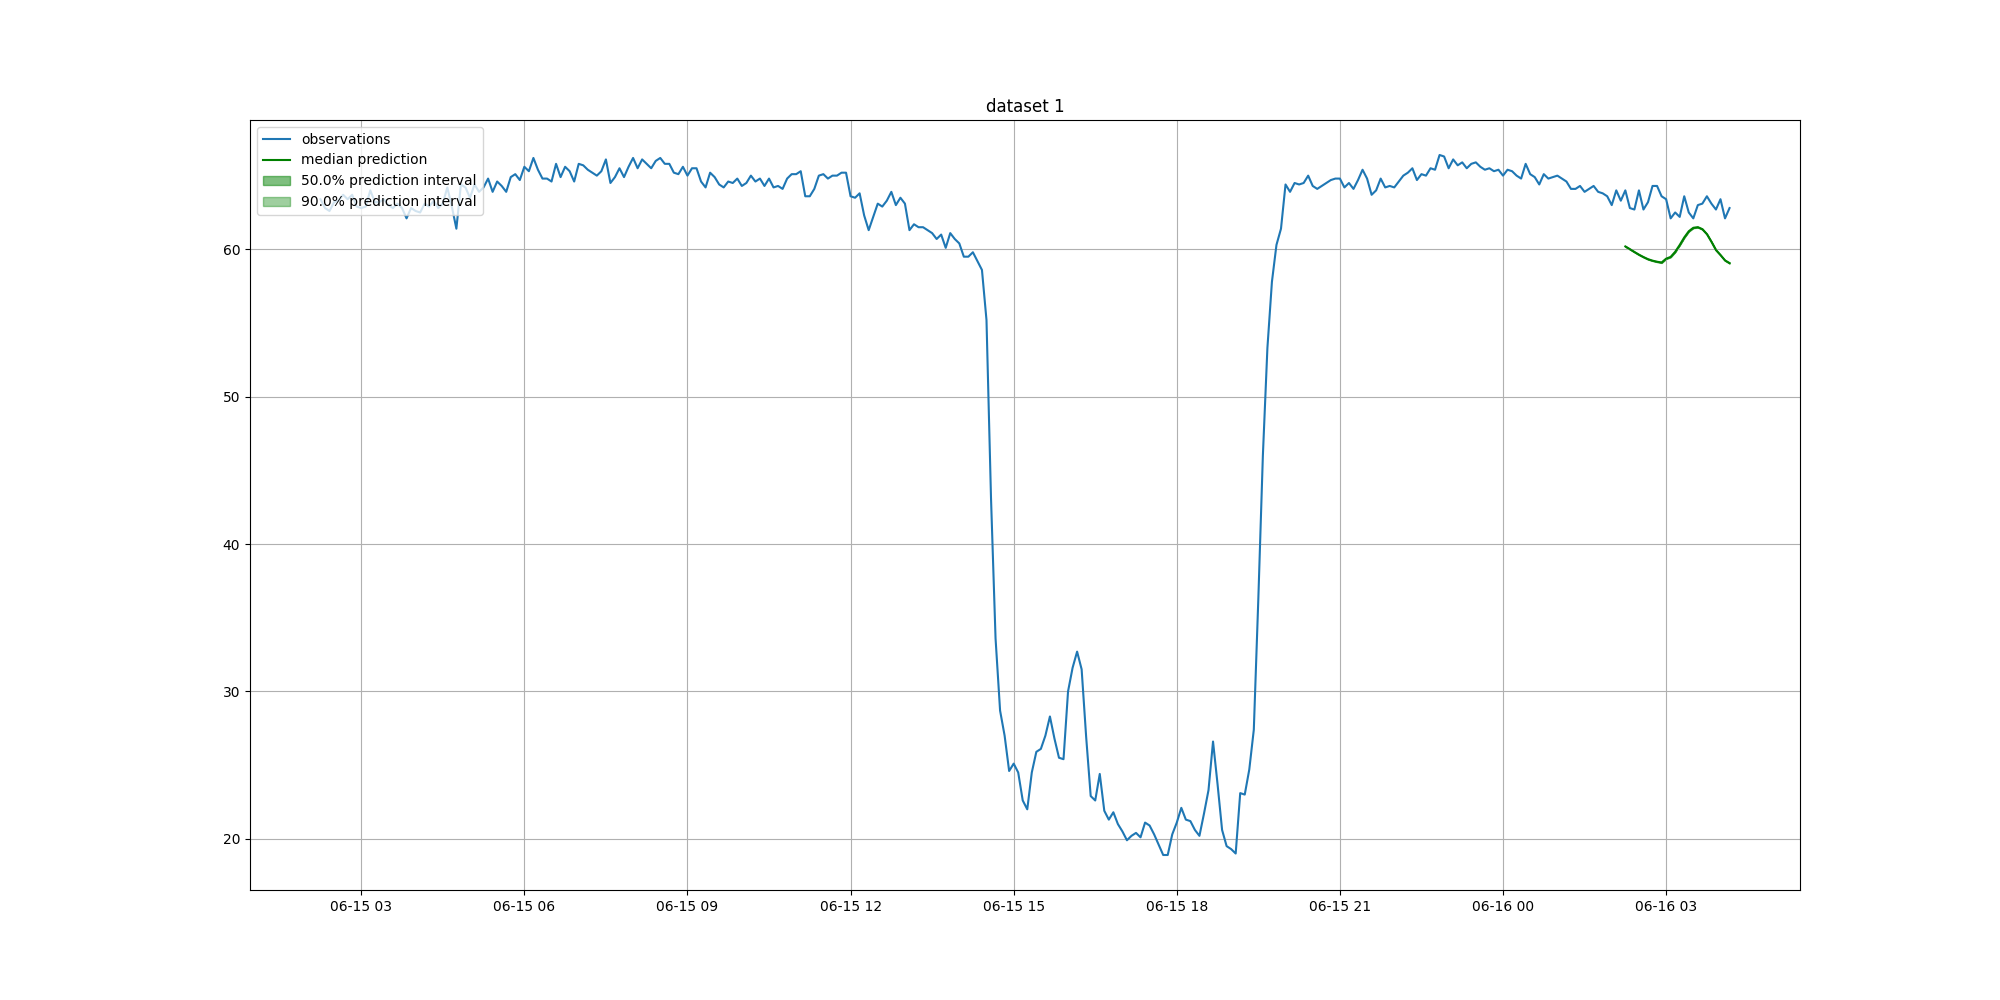 dataset 1
observations
median prediction
50.0% prediction interval
90.0% prediction interval
60
50
40
30
20
06-15 03
06-15 06
06-15 09
06-15 12
06-15 15
06-15 18
06-15 21
06-16 00
06-16 03